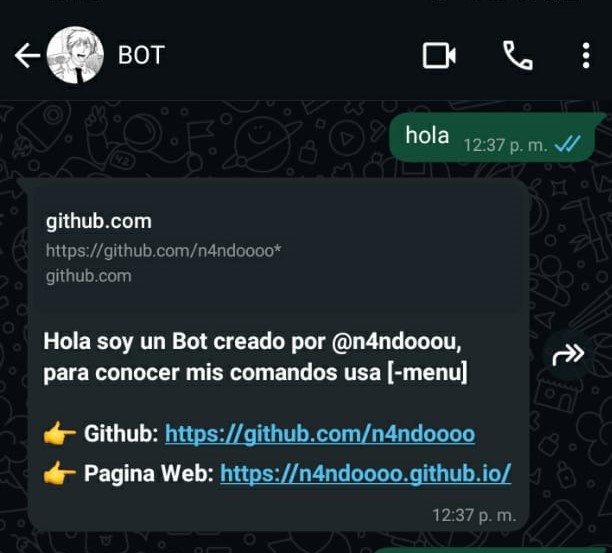 BOT
hola 12:37 p. m.
github.com
https://github.com/n4ndoooo*
github.com
Hola soy un Bot creado por @n4ndooou,
para conocer mis comandos usa [-menu]
👉 Github: https://github.com/n4ndoooo
👉 Pagina Web: https://n4ndoooo.github.io/
12:37 p. m.